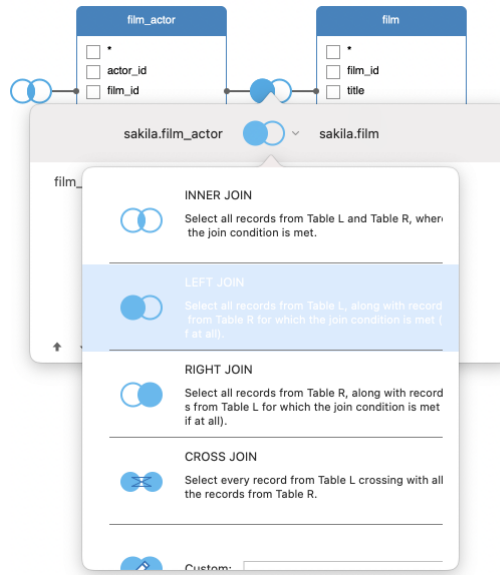 film_actor film
* *
actor_id film_id
film_id title
sakila.film_actor sakila.film
film_
INNER JOIN
Select all records from Table L and Table R, where
the join condition is met.
LEFT JOIN
Select all records from Table L, along with record
from Table R for which the join condition is met (
f at all).
RIGHT JOIN
Select all records from Table R, along with record
s from Table L for which the join condition is met
if at all).
CROSS JOIN
Select every record from Table L crossing with all
the records from Table R.
Custom: